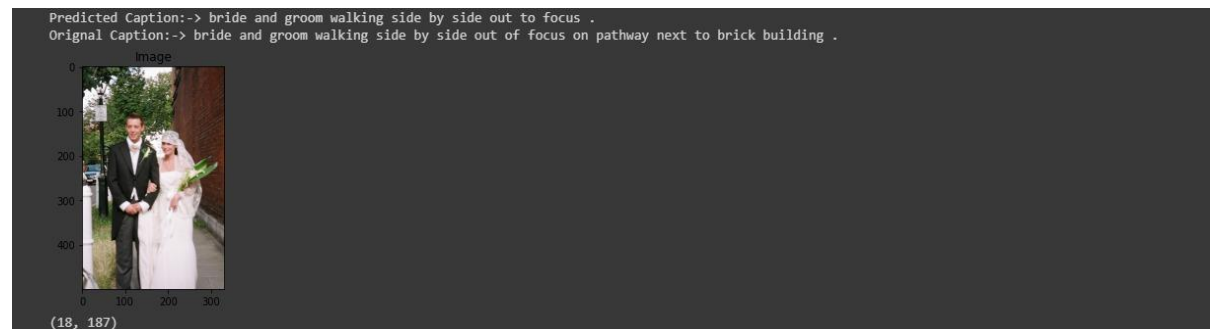 Predicted Caption:-> bride and groom walking side by side out to focus .
Orignal Caption:-> bride and groom walking side by side out of focus on pathway next to brick building .
Image
0
100
200
300
400
0 100 200 300
(18, 187)